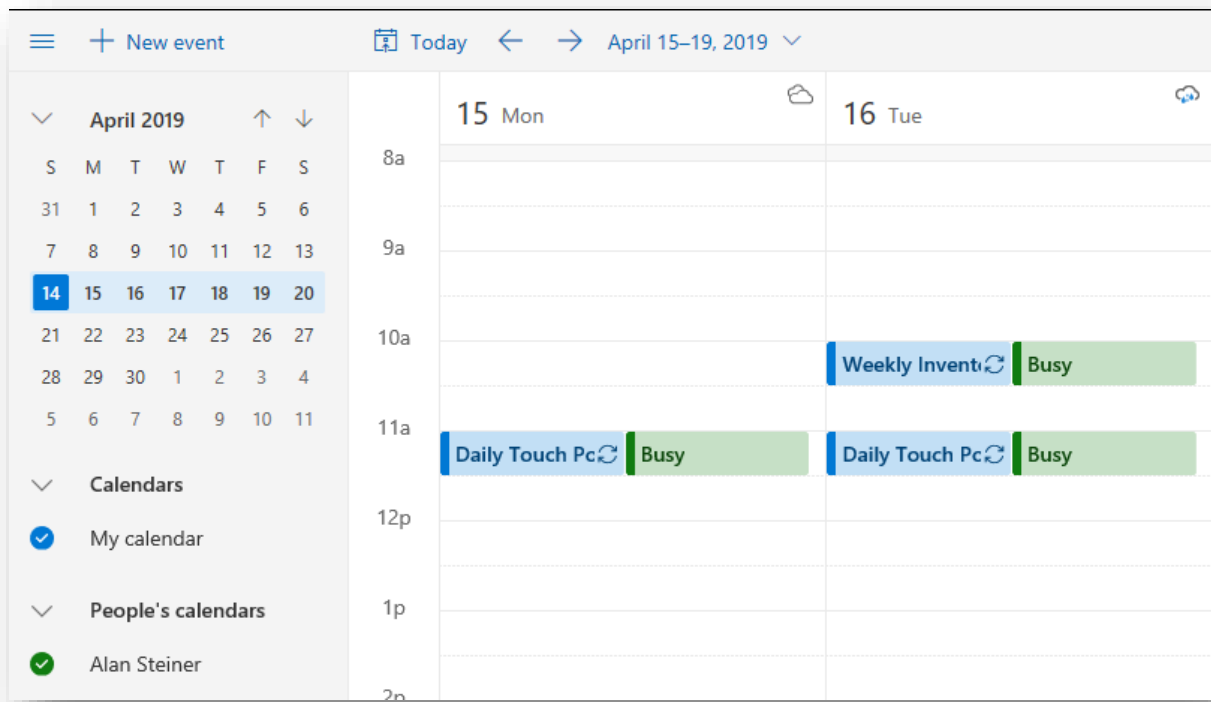 New event
Today
April 15–19, 2019
April 2019
S M T W T F S
31 1 2 3 4 5 6
7 8 9 10 11 12 13
14 15 16 17 18 19 20
21 22 23 24 25 26 27
28 29 30 1 2 3 4
5 6 7 8 9 10 11
Calendars
My calendar
People's calendars
Alan Steiner
15 Mon
16 Tue
8a
9a
10a
Weekly Invent
Busy
11a
Daily Touch Po
Busy
Daily Touch Po
Busy
12p
1p
2p